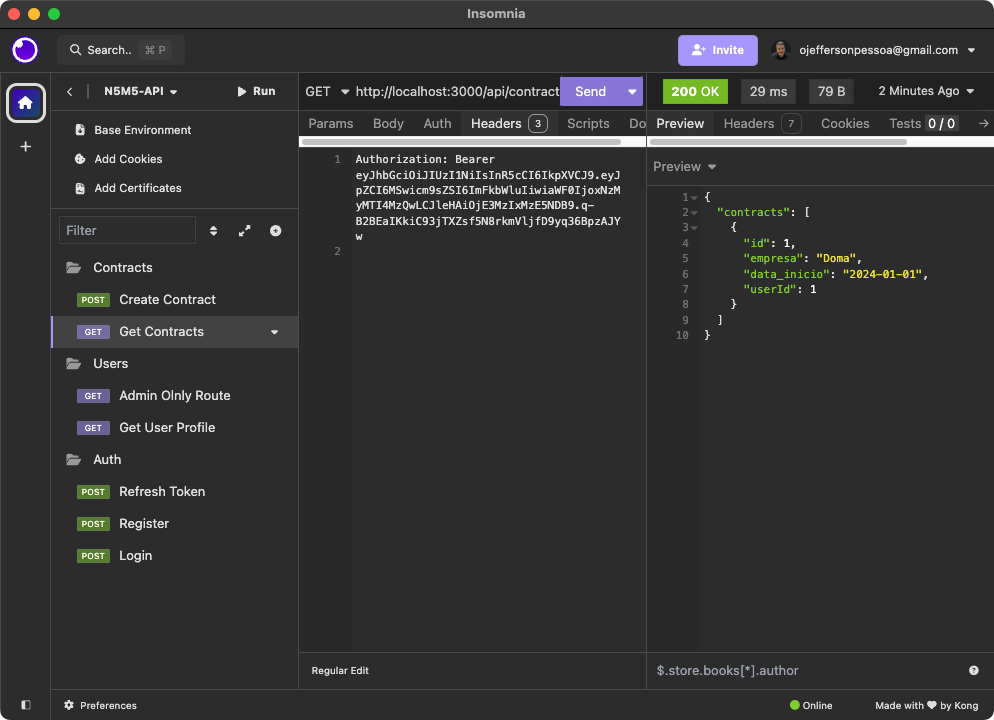 Insomnia
Search.. ⌘ P
Invite
ojeffersonpessoa@gmail.com
N5M5-API
Run
Base Environment
Add Cookies
Add Certificates
Filter
Contracts
POST Create Contract
GET Get Contracts
Users
GET Admin Olnly Route
GET Get User Profile
Auth
POST Refresh Token
POST Register
POST Login
GET http://localhost:3000/api/contract
Send
Params Body Auth Headers 3 Scripts Do
1 Authorization: Bearer
eyJhbGciOiJIUzI1NiIsInR5cCI6IkpXVCJ9.eyJ
pZCI6MSwicm9sZSI6ImFkbWluIiwiaWF0IjoxNzM
yMTI4MzQwLCJleHAiOjE3MzIxMzE5NDB9.q-
B2BEaIKkiC93jTXZsf5N8rkmVljfD9yq36BpzAJY
w
2
Regular Edit
200 OK
29 ms
79 B
2 Minutes Ago
Preview Headers 7 Cookies Tests 0 / 0
Preview
1 {
2 "contracts": [
3 {
4 "id": 1,
5 "empresa": "Doma",
6 "data_inicio": "2024-01-01",
7 "userId": 1
8 }
9 ]
10 }
$.store.books[*].author
Preferences
Online
Made with ♥ by Kong